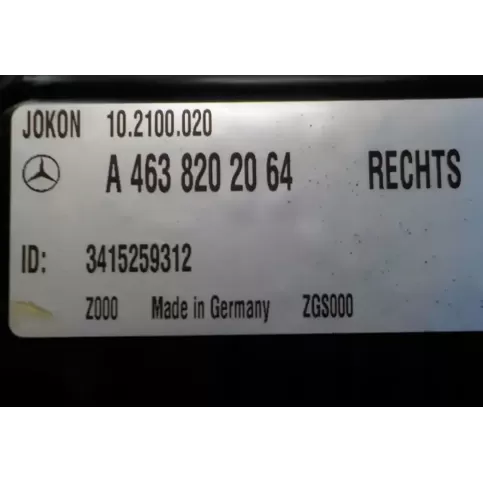 JOKON 10.2100.020
A 463 820 20 64 RECHTS
ID: 3415259312
Z000 Made in Germany ZGS000